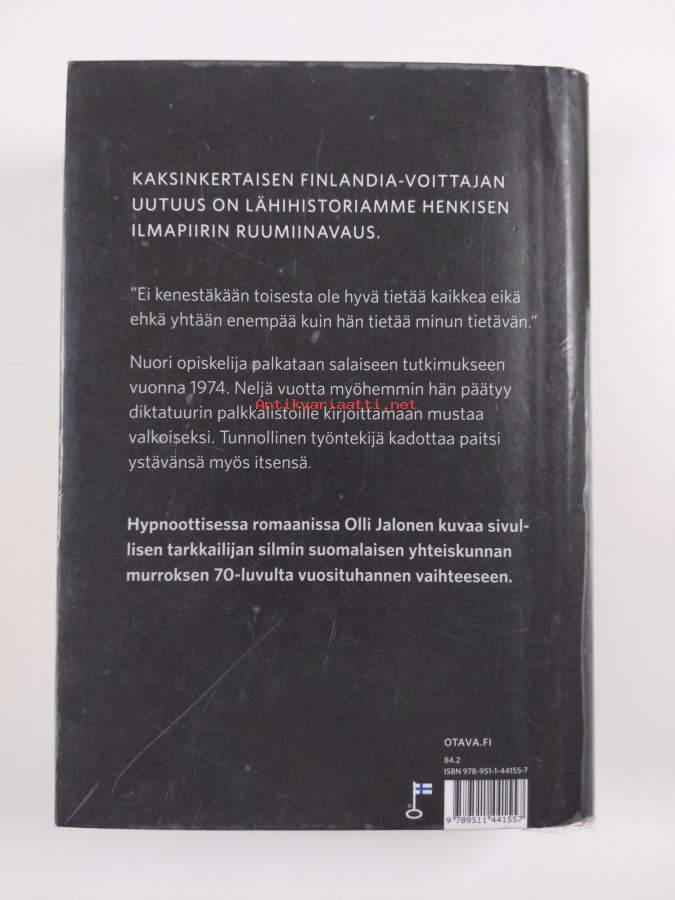 KAKSINKERTAISEN FINLANDIA-VOITTAJAN
UUTUUS ON LÄHIHISTORIAMME HENKISEN
ILMAPIIRIN RUUMIINAVAUS.
"Ei kenestäkään toisesta ole hyvä tietää kaikkea eikä
ehkä yhtään enempää kuin hän tietää minun tietävän."
Nuori opiskelija palkataan salaiseen tutkimukseen
vuonna 1974. Neljä vuotta myöhemmin hän päätyy
Antikvariaatti.net
diktatuurin palkkalistoille kirjoittamaan mustaa
valkoiseksi. Tunnollinen työntekijä kadottaa paitsi
ystävänsä myös itsensä.
Hypnoottisessa romaanissa Olli Jalonen kuvaa sivul-
lisen tarkkailijan silmin suomalaisen yhteiskunnan
murroksen 70-luvulta vuosituhannen vaihteeseen.
OTAVA.FI
84.2
ISBN 978-951-1-44155-7
9 789511 441557